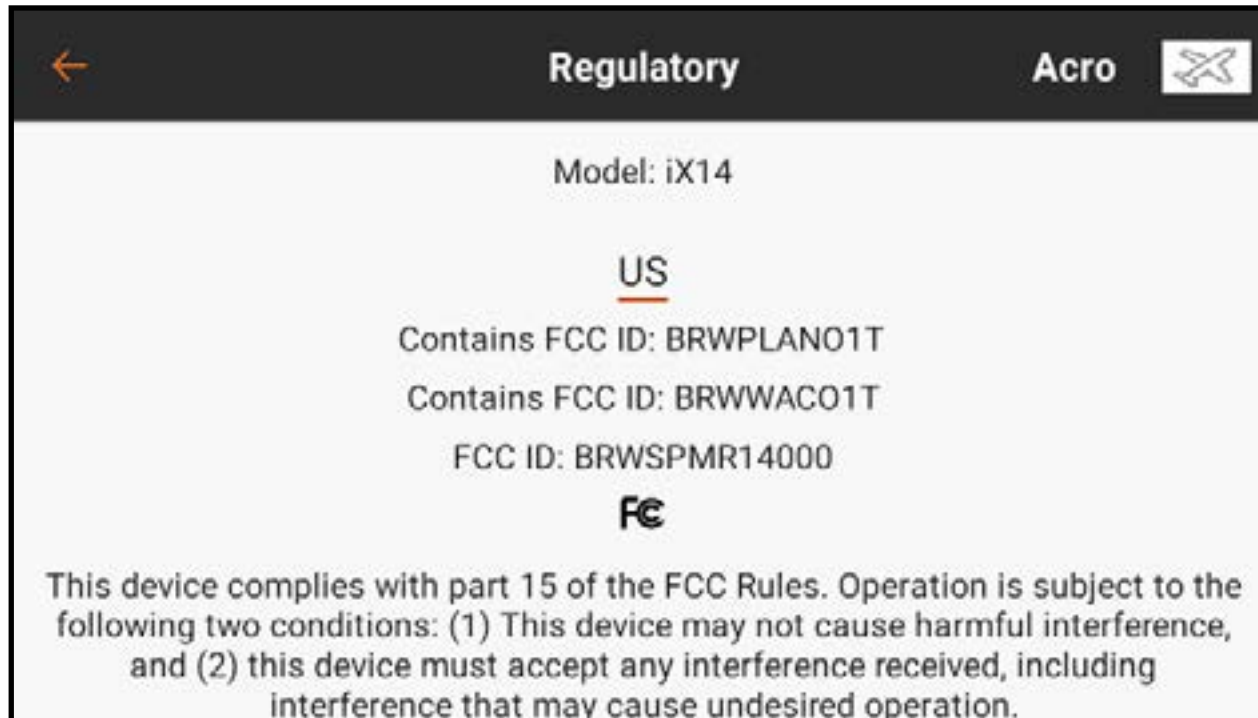 Regulatory Acro
Model: iX14
US
Contains FCC ID: BRWPLANO1T
Contains FCC ID: BRWWACO1T
FCC ID: BRWSPMR14000
FC
This device complies with part 15 of the FCC Rules. Operation is subject to the
following two conditions: (1) This device may not cause harmful interference,
and (2) this device must accept any interference received, including
interference that may cause undesired operation.